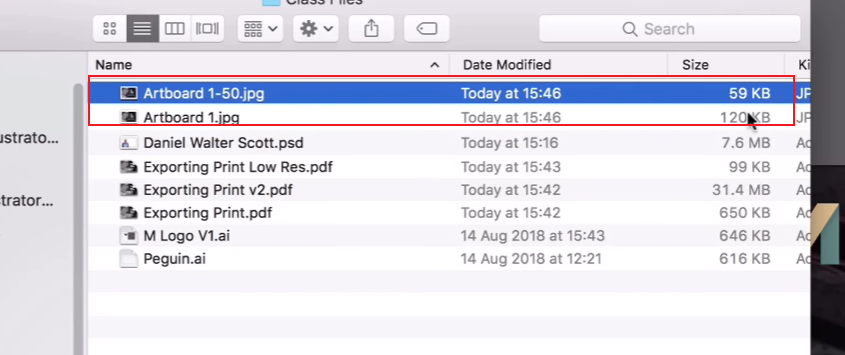 Class Files
Search
Name Date Modified Size
Artboard 1-50.jpg Today at 15:46 59 KB JP
Artboard 1.jpg Today at 15:46 120 KB JP
ustrato... Daniel Walter Scott.psd Today at 15:16 7.6 MB Ad
Exporting Print Low Res.pdf Today at 15:43 99 KB Ad
trator... Exporting Print v2.pdf Today at 15:42 31.4 MB Ad
Exporting Print.pdf Today at 15:42 650 KB Ad
M Logo V1.ai 14 Aug 2018 at 15:43 646 KB Ad
Peguin.ai 14 Aug 2018 at 12:21 616 KB Ad